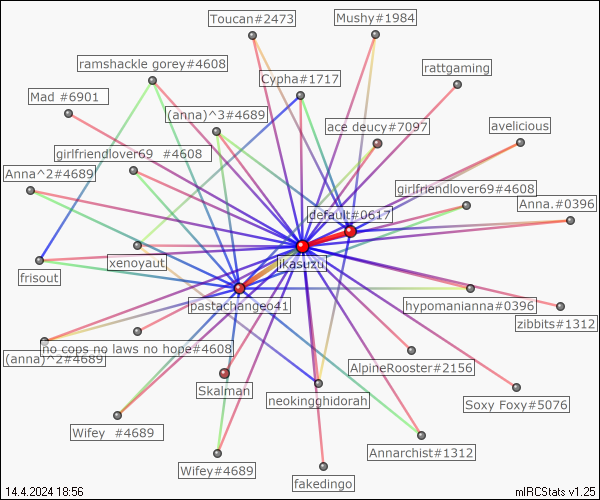 Toucan#2473
Mushy#1984
ramshackle gorey#4608
Cypha#1717
rattgaming
Mad #6901
(anna)^3#4689
ace deucy#7097
avelicious
girlfriendlover69 #4608
Anna^2#4689
girlfriendlover69#4608
Anna.#0396
default#0617
ikasuzu
xenoyaut
frisout
pastachangeo41
hypomanianna#0396
zibbits#1312
no cops no laws no hope#4608
(anna)^2#4689
AlpineRooster#2156
Skalman
neokingghidorah
Soxy Foxy#5076
Wifey #4689
Annarchist#1312
Wifey#4689
fakedingo
14.4.2024 18:56
mIRCStats v1.25